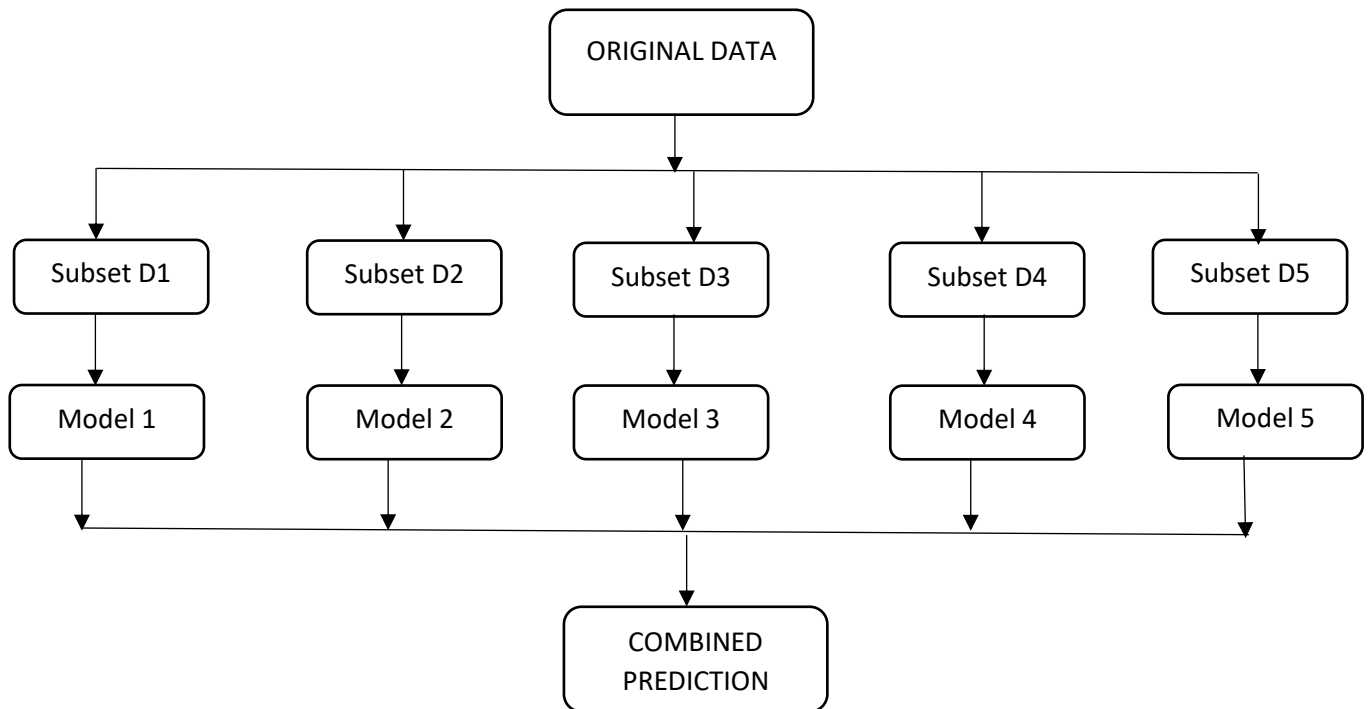 ORIGINAL DATA
Subset D1
Subset D2
Subset D3
Subset D4
Subset D5
Model 1
Model 2
Model 3
Model 4
Model 5
COMBINED
PREDICTION